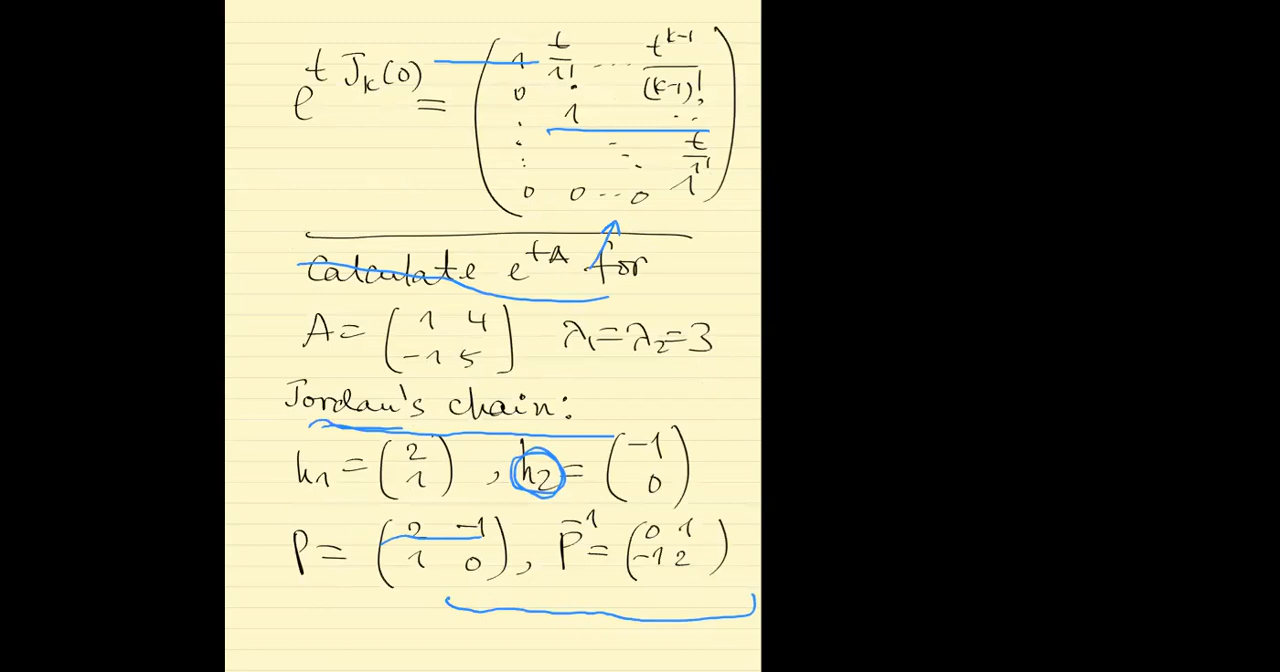 e^{t J_k(0)} = ( 1 t/1! ... t^{k-1}/(k-1)!
0 1 ...
: ... t/1!
0 0 ... 0 1 )
Calculate e^{tA} for
A = ( 1 4 ; -1 5 ) λ1 = λ2 = 3
Jordan's chain:
h1 = ( 2 ; 1 ) , h2 = ( -1 ; 0 )
P = ( 2 -1 ; 1 0 ) , P^{-1} = ( 0 1 ; -1 2 )